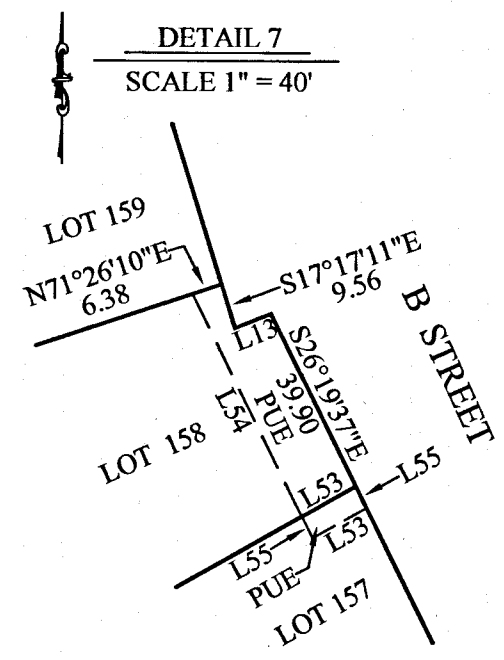 DETAIL 7
SCALE 1" = 40'
LOT 159
N71°26'10"E
6.38
S17°17'11"E
9.56
B STREET
L13
S26°19'37"E
39.90
PUE
L54
LOT 158
L53
L55
L55
L53
PUE
LOT 157